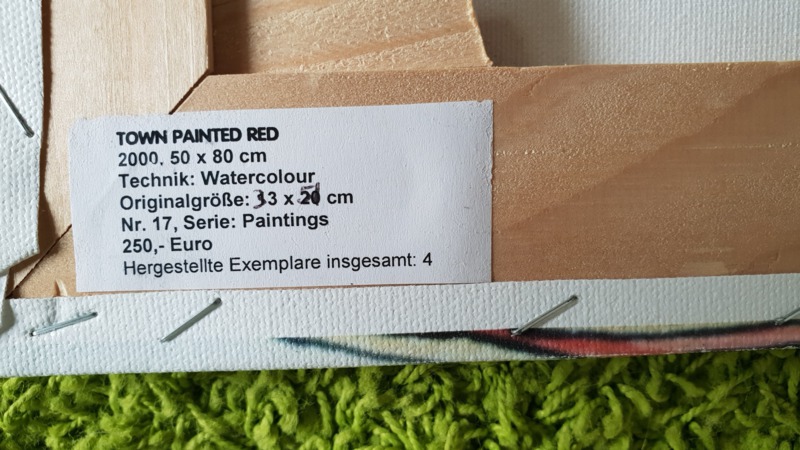 TOWN PAINTED RED
2000. 50 x 80 cm
Technik: Watercolour
Originalgröße: 33 x cm
Nr. 17, Serie: Paintings
250,- Euro
Hergestellte Exemplare insgesamt: 4